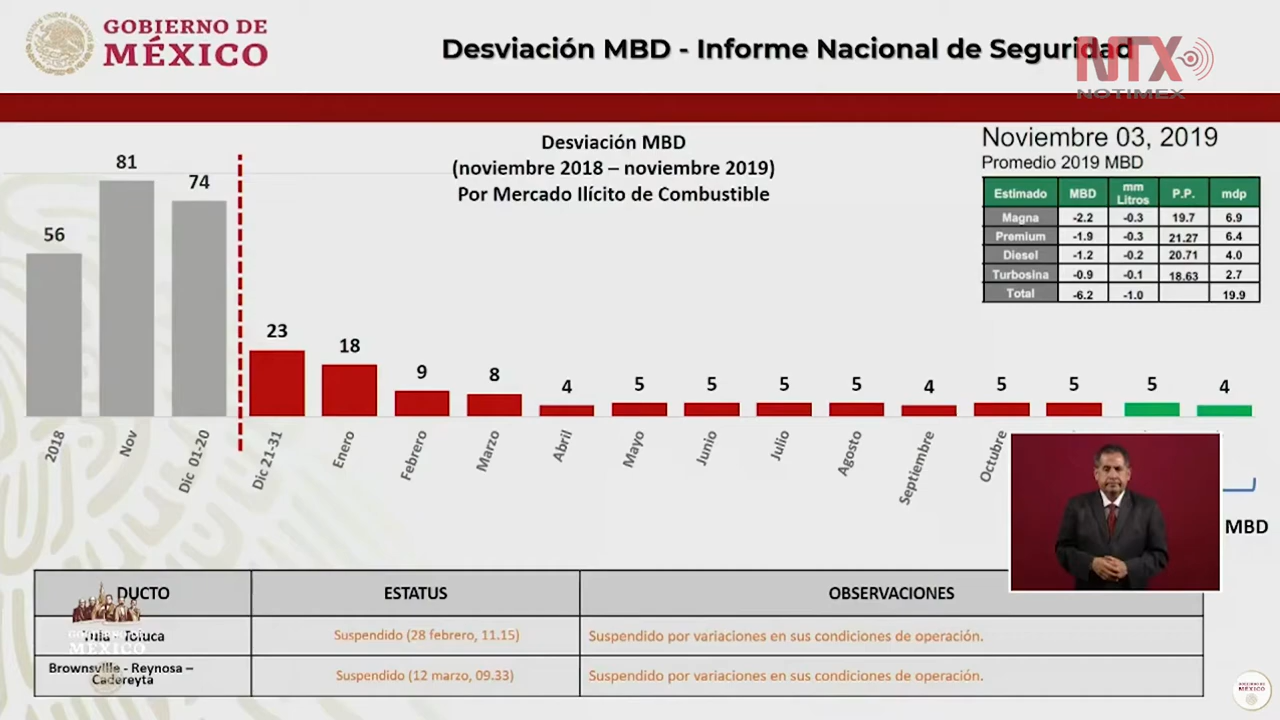 GOBIERNO DE
MÉXICO
Desviación MBD - Informe Nacional de Seguridad
NTX
NOTIMEX
Desviación MBD
(noviembre 2018 – noviembre 2019)
Por Mercado Ilícito de Combustible
Noviembre 03, 2019
Promedio 2019 MBD
Estimado MBD mm Litros P.P. mdp
Magna -2.2 -0.3 19.7 6.9
Premium -1.9 -0.3 21.27 6.4
Diesel -1.2 -0.2 20.71 4.0
Turbosina -0.9 -0.1 18.63 2.7
Total -6.2 -1.0 19.9
56 81 74 23 18 9 8 4 5 5 5 5 4 5 5 5 4
2018 Nov Dic 01-20 Dic 21-31 Enero Febrero Marzo Abril Mayo Junio Julio Agosto Septiembre Octubre
MBD
DUCTO ESTATUS OBSERVACIONES
Toluca Suspendido (28 febrero, 11.15) Suspendido por variaciones en sus condiciones de operación.
Brownsville - Reynosa –
Cadereyta
Suspendido (12 marzo, 09.33) Suspendido por variaciones en sus condiciones de operación.
GOBIERNO DE
MÉXICO
GOBIERNO DE
MÉXICO